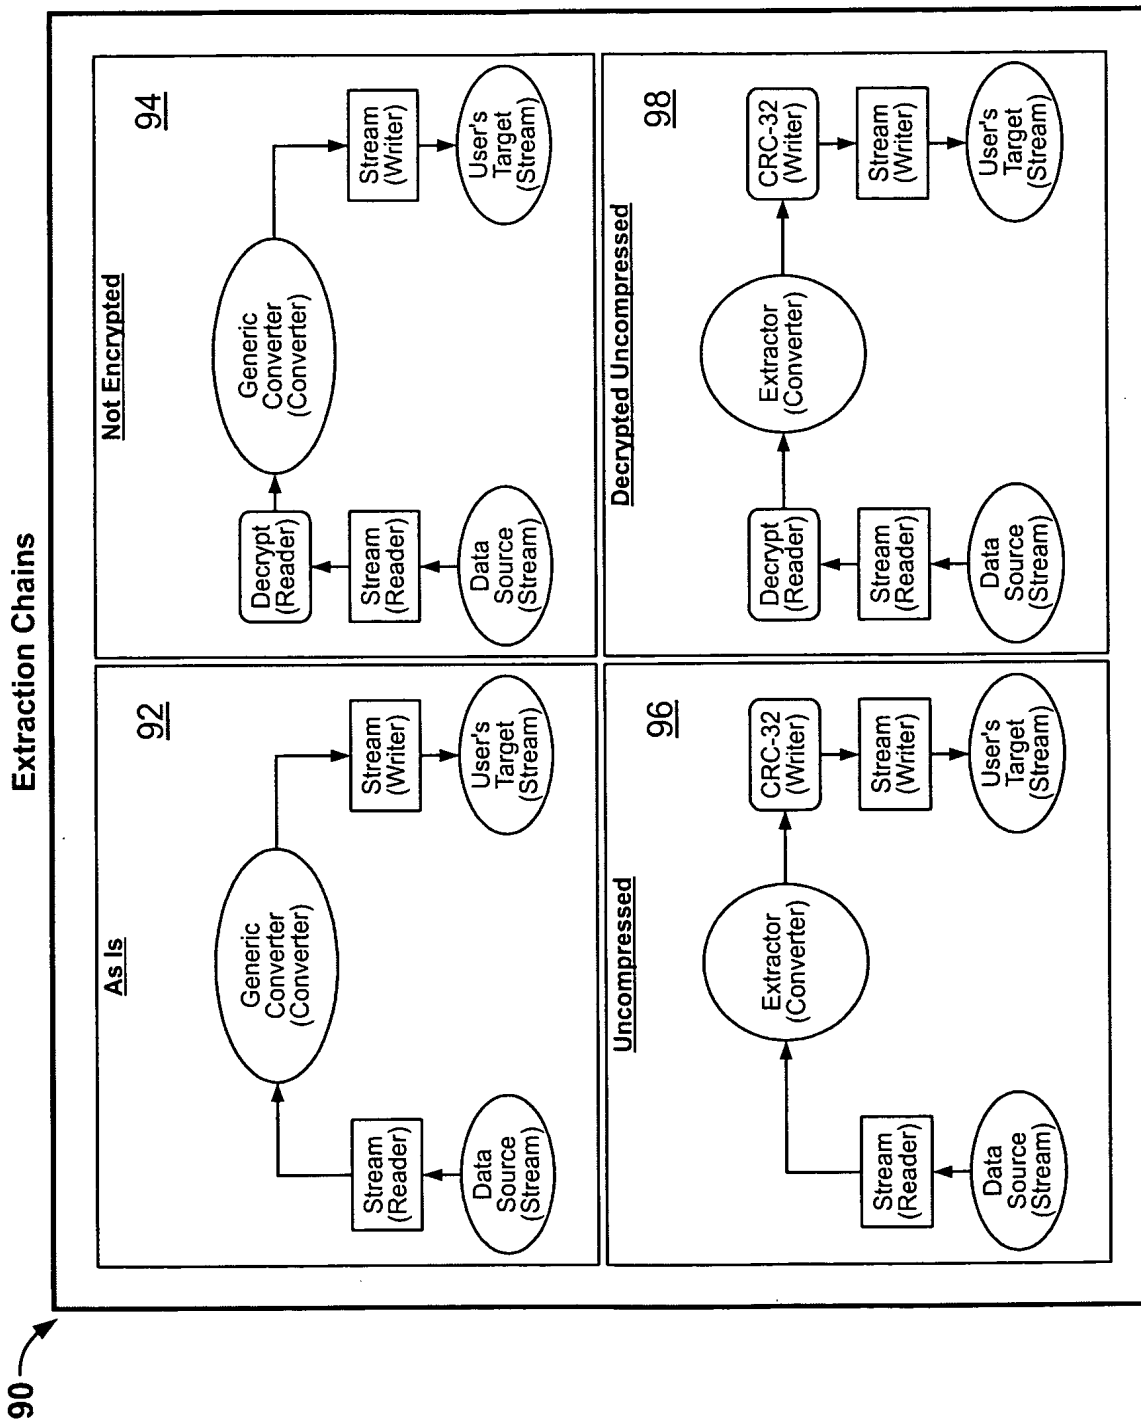 Extraction Chains
90
As Is
92
Generic
Converter
(Converter)
Stream
(Reader)
Data
Source
(Stream)
Stream
(Writer)
User's
Target
(Stream)
Not Encrypted
94
Generic
Converter
(Converter)
Decrypt
(Reader)
Stream
(Reader)
Data
Source
(Stream)
Stream
(Writer)
User's
Target
(Stream)
Uncompressed
96
Extractor
(Converter)
Stream
(Reader)
Data
Source
(Stream)
CRC-32
(Writer)
Stream
(Writer)
User's
Target
(Stream)
Decrypted Uncompressed
98
Extractor
(Converter)
Decrypt
(Reader)
Stream
(Reader)
Data
Source
(Stream)
CRC-32
(Writer)
Stream
(Writer)
User's
Target
(Stream)